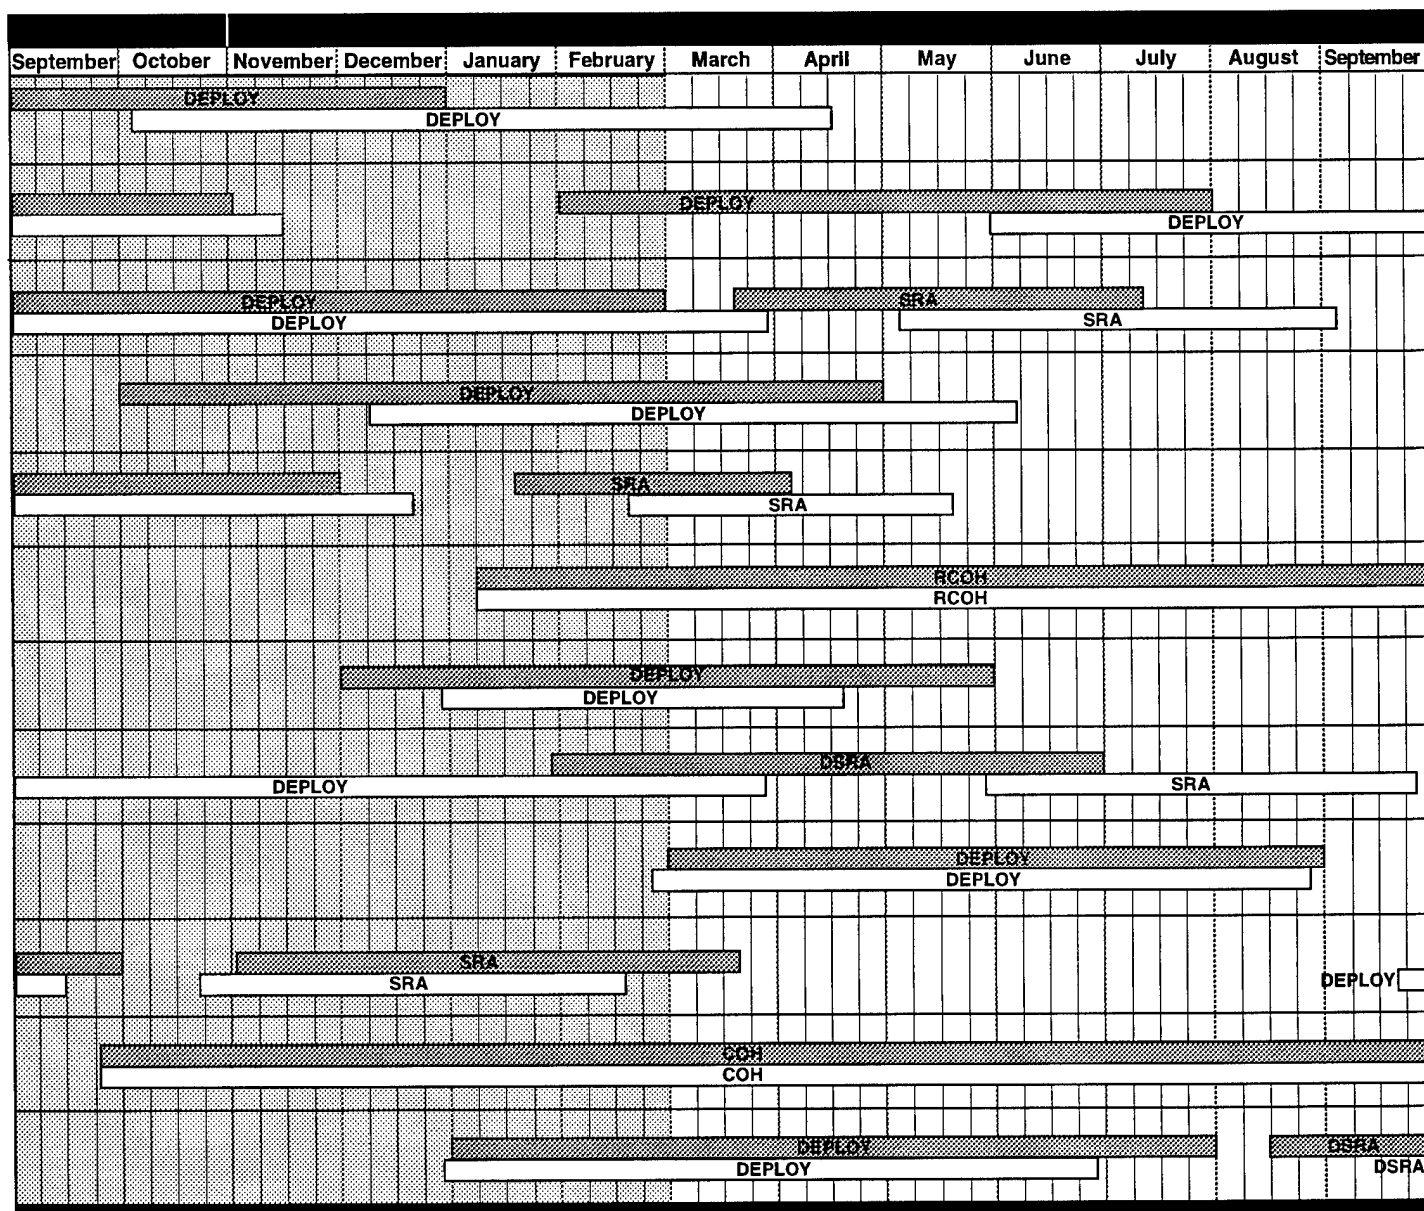 September October November December January February March April May June July August September
DEPLOY
DEPLOY
DEPLOY
DEPLOY
DEPLOY
SRA
DEPLOY
SRA
DEPLOY
DEPLOY
SRA
SRA
RCOH
RCOH
DEPLOY
DEPLOY
DSRA
DEPLOY
SRA
DEPLOY
DEPLOY
SRA
SRA
DEPLOY
COH
COH
DEPLOY
DSRA
DEPLOY
DSRA